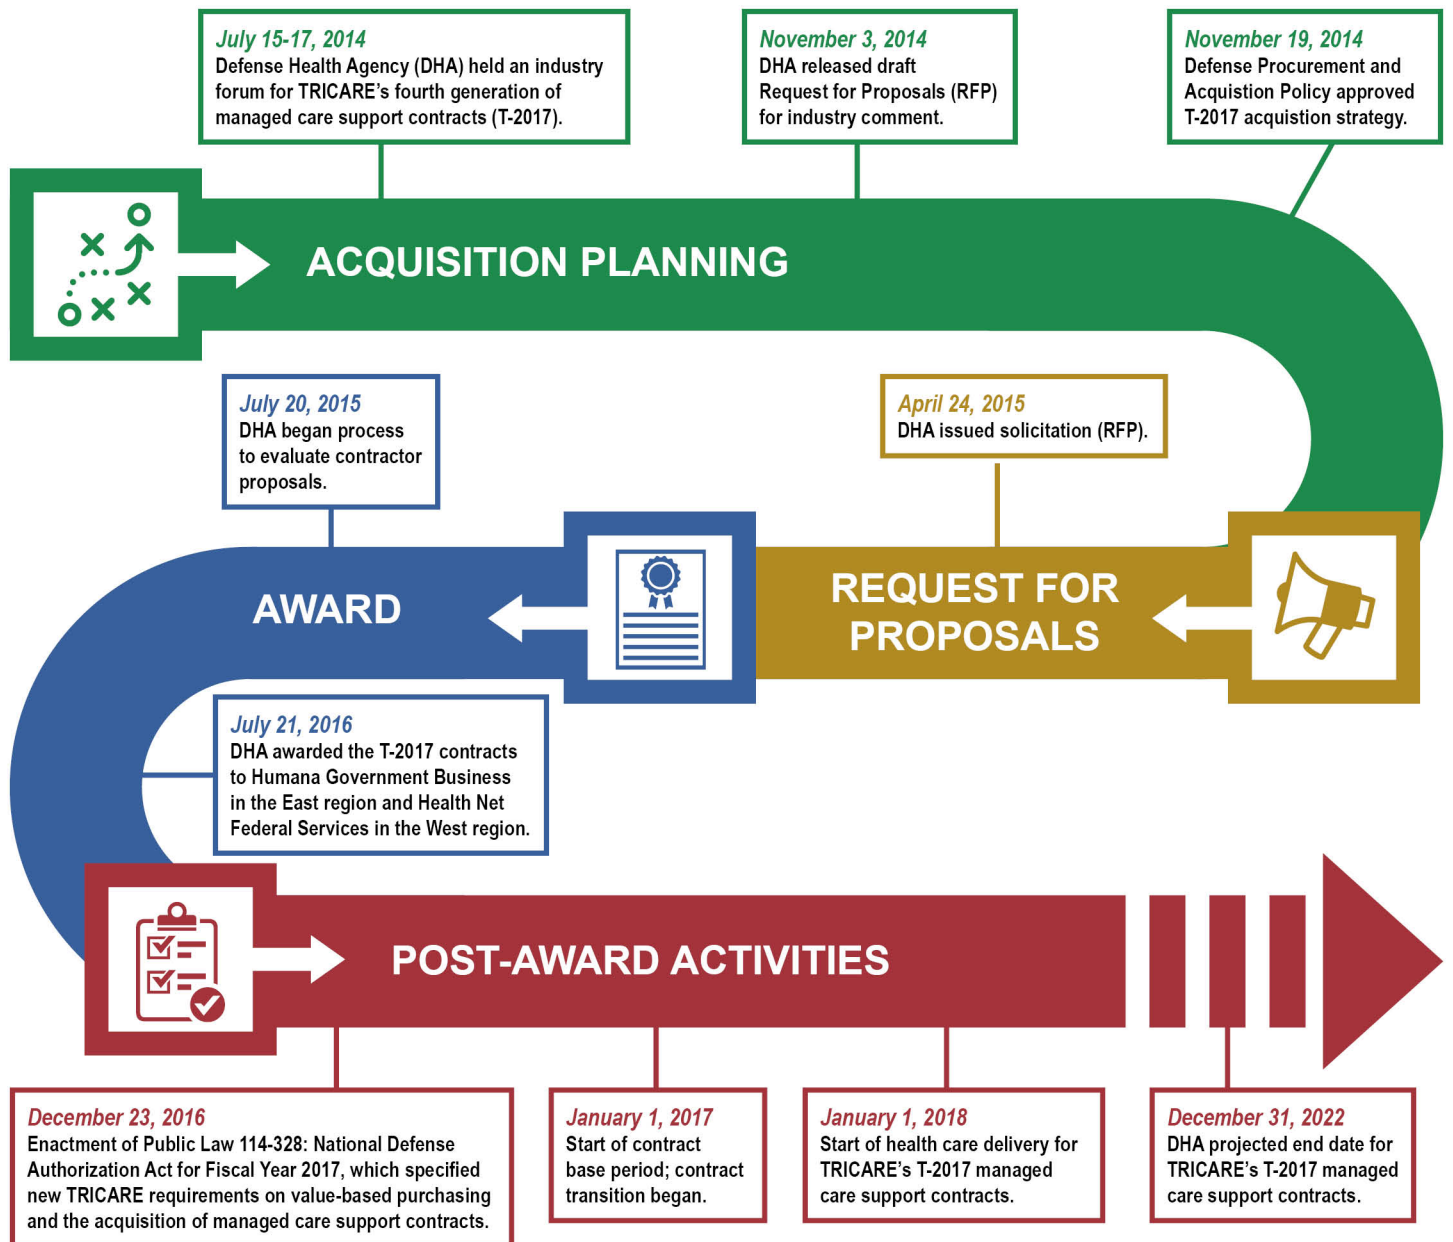 July 15-17, 2014
Defense Health Agency (DHA) held an industry
forum for TRICARE's fourth generation of
managed care support contracts (T-2017).
November 3, 2014
DHA released draft
Request for Proposals (RFP)
for industry comment.
November 19, 2014
Defense Procurement and
Acquistion Policy approved
T-2017 acquistion strategy.
ACQUISITION PLANNING
April 24, 2015
DHA issued solicitation (RFP).
REQUEST FOR
PROPOSALS
July 20, 2015
DHA began process
to evaluate contractor
proposals.
AWARD
July 21, 2016
DHA awarded the T-2017 contracts
to Humana Government Business
in the East region and Health Net
Federal Services in the West region.
POST-AWARD ACTIVITIES
December 23, 2016
Enactment of Public Law 114-328: National Defense
Authorization Act for Fiscal Year 2017, which specified
new TRICARE requirements on value-based purchasing
and the acquisition of managed care support contracts.
January 1, 2017
Start of contract
base period; contract
transition began.
January 1, 2018
Start of health care delivery for
TRICARE's T-2017 managed
care support contracts.
December 31, 2022
DHA projected end date for
TRICARE's T-2017 managed
care support contracts.